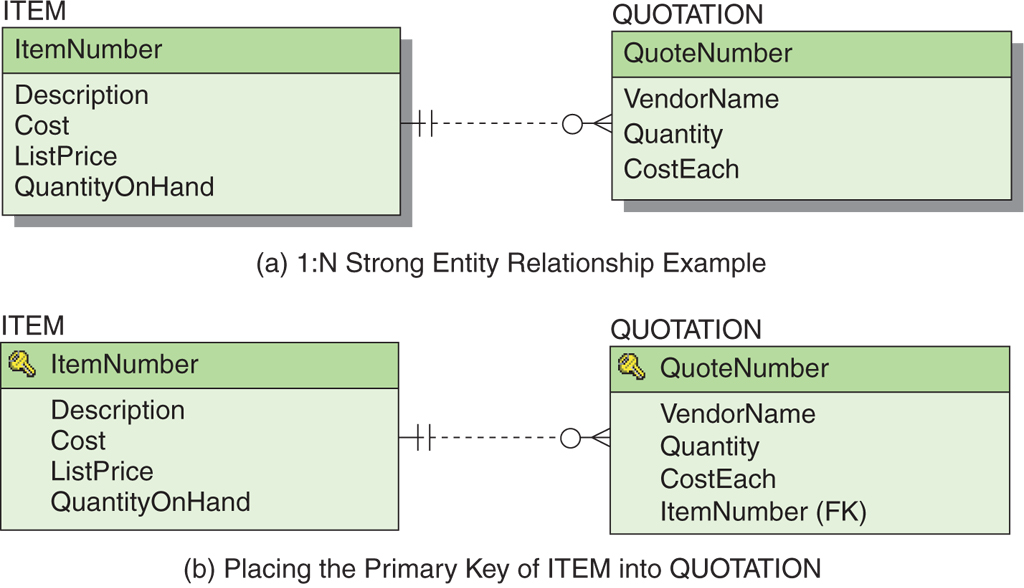 ITEM
ItemNumber
Description
Cost
ListPrice
QuantityOnHand
QUOTATION
QuoteNumber
VendorName
Quantity
CostEach
(a) 1:N Strong Entity Relationship Example
ITEM
ItemNumber
Description
Cost
ListPrice
QuantityOnHand
QUOTATION
QuoteNumber
VendorName
Quantity
CostEach
ItemNumber (FK)
(b) Placing the Primary Key of ITEM into QUOTATION